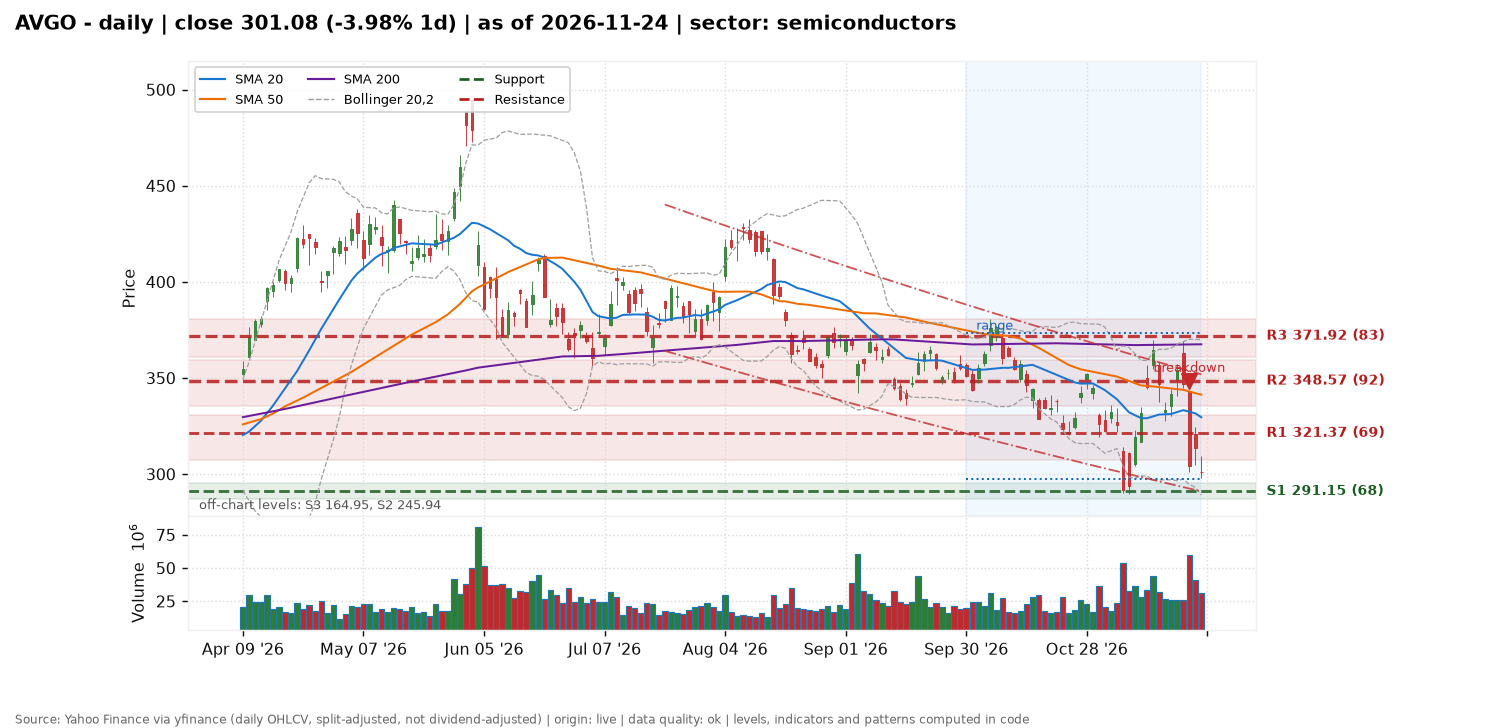 AVGO - daily | close 301.08 (-3.98% 1d) | as of 2026-11-24 | sector: semiconductors
SMA 20
SMA 50
SMA 200
Bollinger 20,2
Support
Resistance
Price
500
450
400
350
300
range
breakdown
R3 371.92 (83)
R2 348.57 (92)
R1 321.37 (69)
S1 291.15 (68)
off-chart levels: S3 164.95, S2 245.94
Volume 10⁶
75
50
25
Apr 09 '26
May 07 '26
Jun 05 '26
Jul 07 '26
Aug 04 '26
Sep 01 '26
Sep 30 '26
Oct 28 '26
Source: Yahoo Finance via yfinance (daily OHLCV, split-adjusted, not dividend-adjusted) | origin: live | data quality: ok | levels, indicators and patterns computed in code